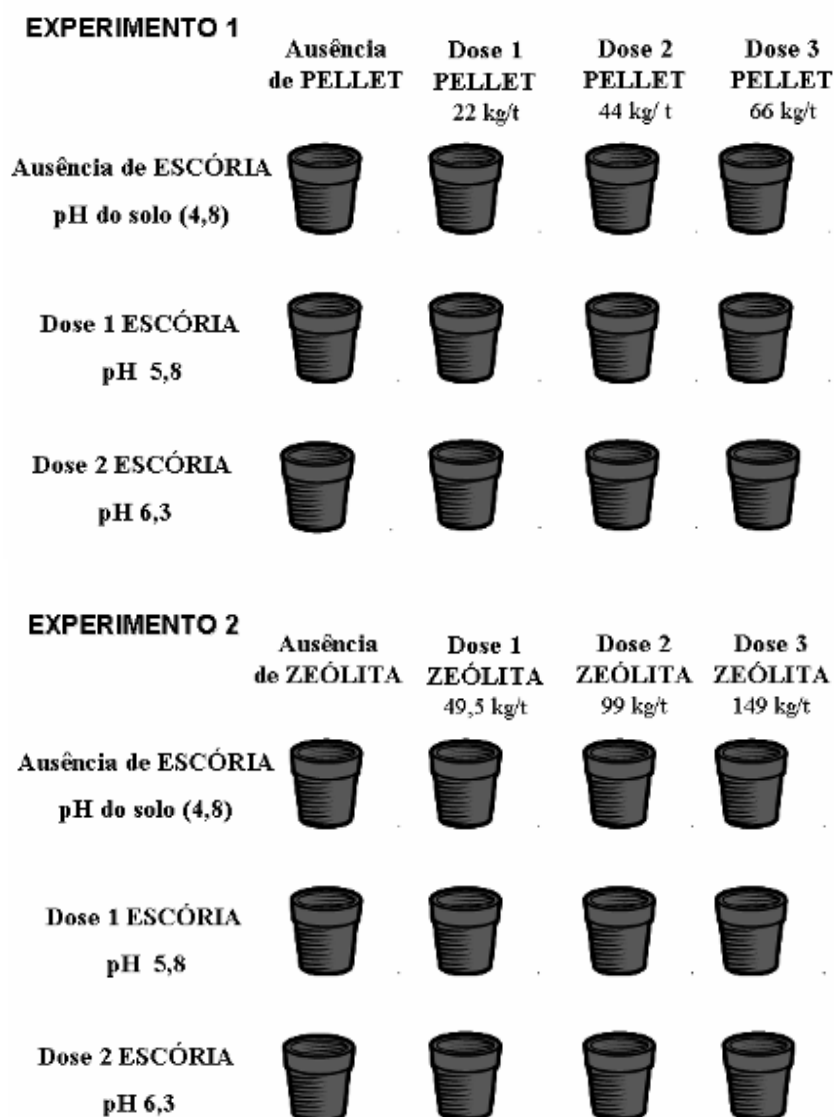 EXPERIMENTO 1
Ausência de PELLET
Dose 1 PELLET 22 kg/t
Dose 2 PELLET 44 kg/ t
Dose 3 PELLET 66 kg/t
Ausência de ESCÓRIA
pH do solo (4,8)
Dose 1 ESCÓRIA
pH 5,8
Dose 2 ESCÓRIA
pH 6,3
EXPERIMENTO 2
Ausência de ZEÓLITA
Dose 1 ZEÓLITA 49,5 kg/t
Dose 2 ZEÓLITA 99 kg/t
Dose 3 ZEÓLITA 149 kg/t
Ausência de ESCÓRIA
pH do solo (4,8)
Dose 1 ESCÓRIA
pH 5,8
Dose 2 ESCÓRIA
pH 6,3